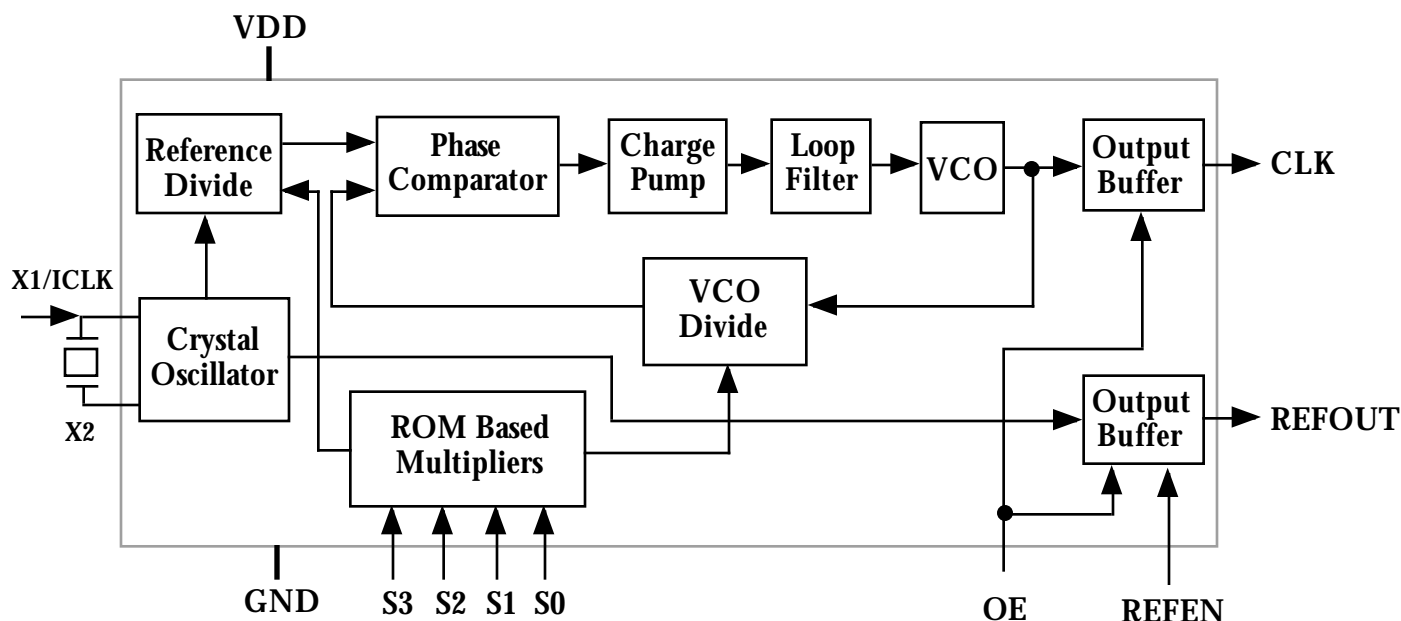 VDD
Reference
Divide
Phase
Comparator
Charge
Pump
Loop
Filter
VCO
Output
Buffer
CLK
X1/ICLK
Crystal
Oscillator
X2
VCO
Divide
ROM Based
Multipliers
Output
Buffer
REFOUT
GND
S3
S2
S1
S0
OE
REFEN